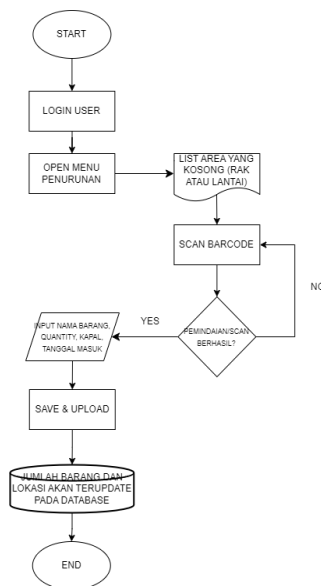 START
LOGIN USER
OPEN MENU
PENURUNAN
LIST AREA YANG
KOSONG (RAK
ATAU LANTAI)
SCAN BARCODE
NO
PEMINDAIAN/SCAN
BERHASIL?
YES
INPUT NAMA BARANG,
QUANTITY, KAPAL,
TANGGAL MASUK
SAVE & UPLOAD
JUMLAH BARANG DAN
LOKASI AKAN TERUPDATE
PADA DATABASE
END